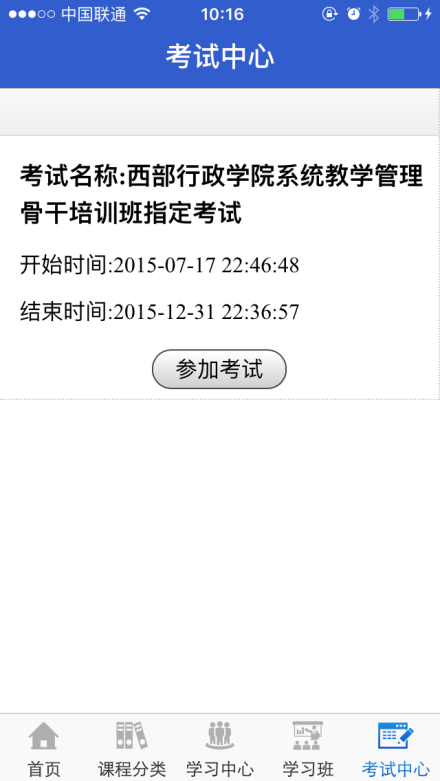 中国联通 10:16
考试中心
考试名称:西部行政学院系统教学管理
骨干培训班指定考试
开始时间:2015-07-17 22:46:48
结束时间:2015-12-31 22:36:57
参加考试
首页 课程分类 学习中心 学习班 考试中心